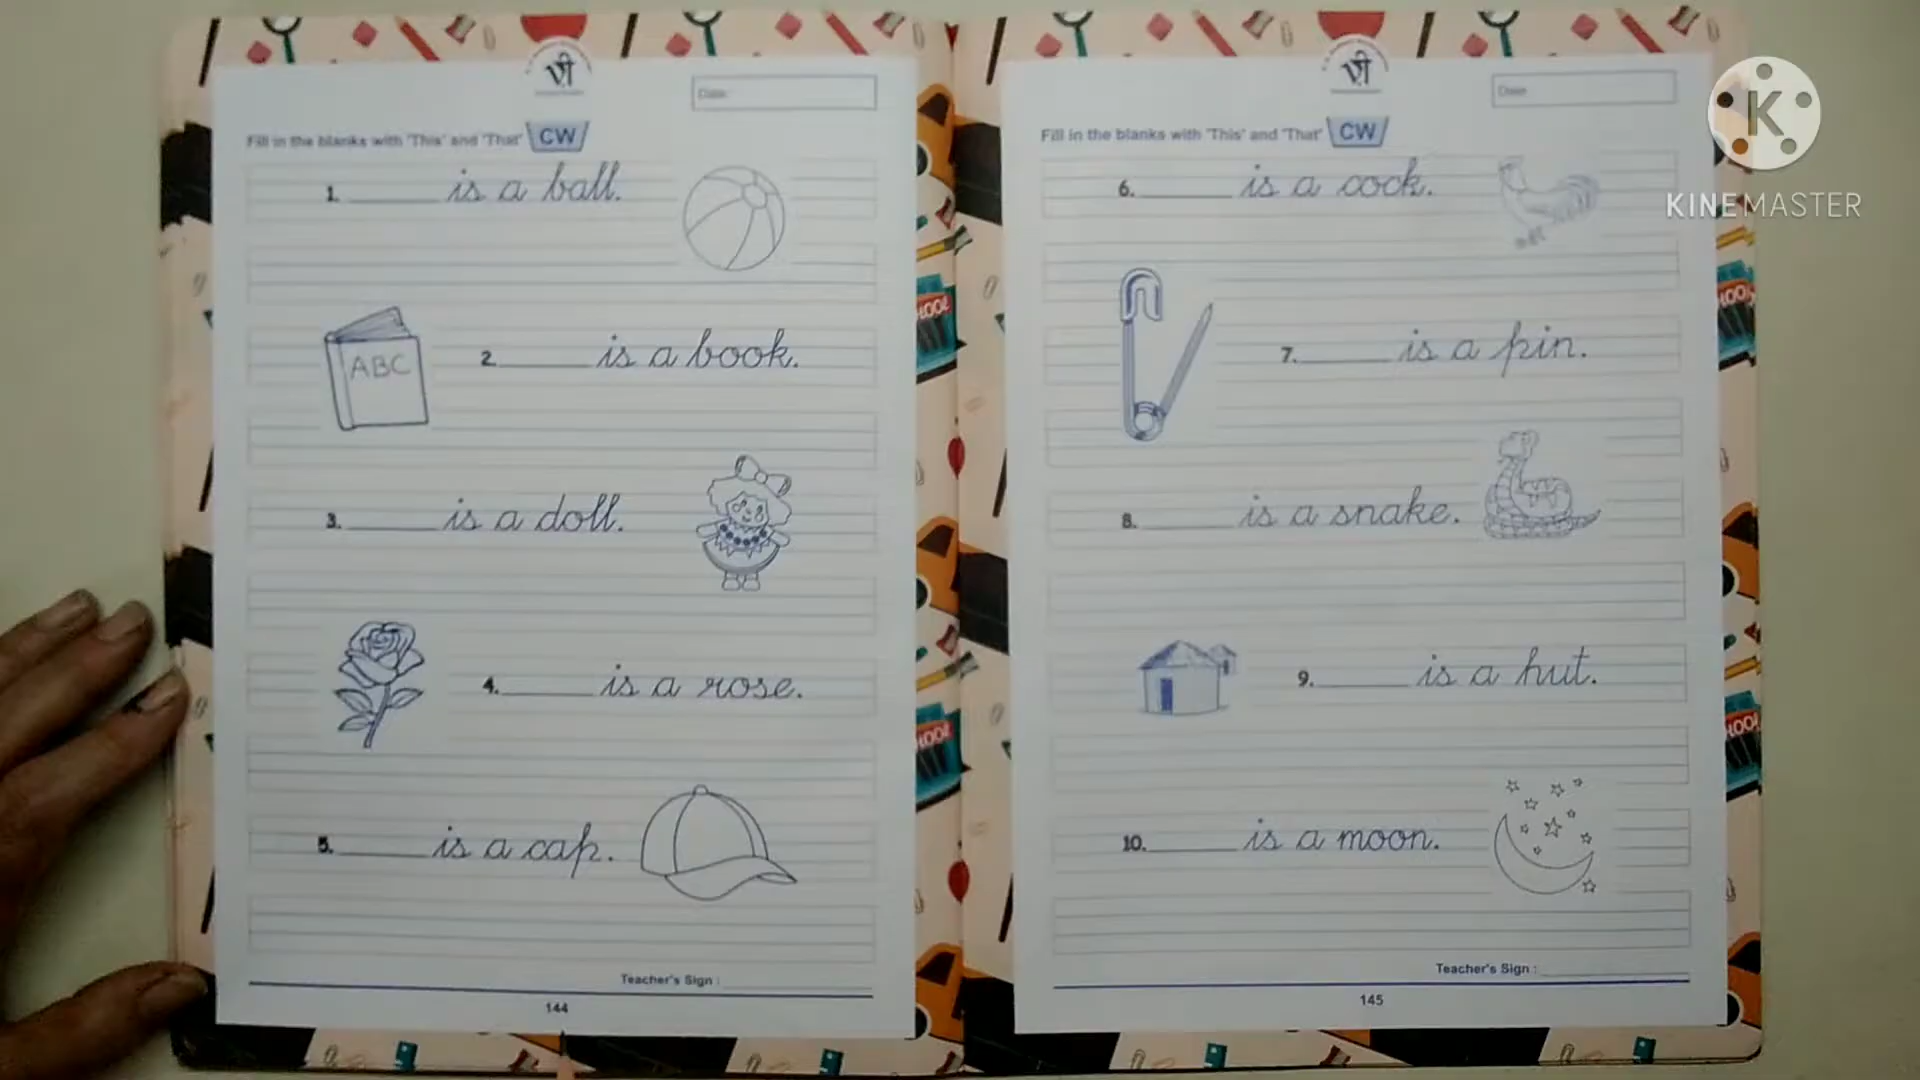 श्री
Date:
Fill in the blanks with 'This' and 'That' CW
1. ______ is a ball.
ABC
2. ______ is a book.
3. ______ is a doll.
4. ______ is a rose.
5. ______ is a cap.
Teacher's Sign : ______
144
श्री
Date
Fill in the blanks with 'This' and 'That' CW
6. ______ is a cock.
7. ______ is a pin.
8. ______ is a snake.
9. ______ is a hut.
10. ______ is a moon.
Teacher's Sign : ______
145
K
KINEMASTER